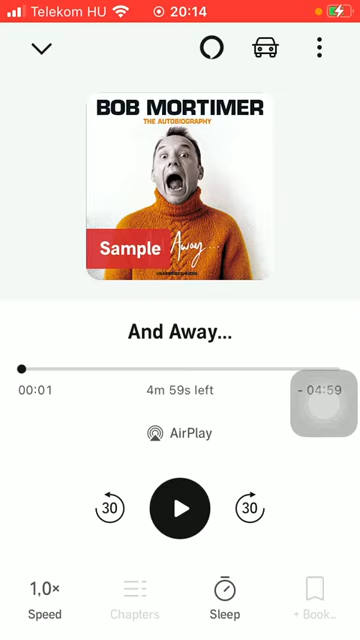 Telekom HU 20:14
BOB MORTIMER
THE AUTOBIOGRAPHY
Sample
Away...
And Away...
00:01 4m 59s left - 04:59
AirPlay
30 30
1,0× 
Speed Chapters Sleep + Book...